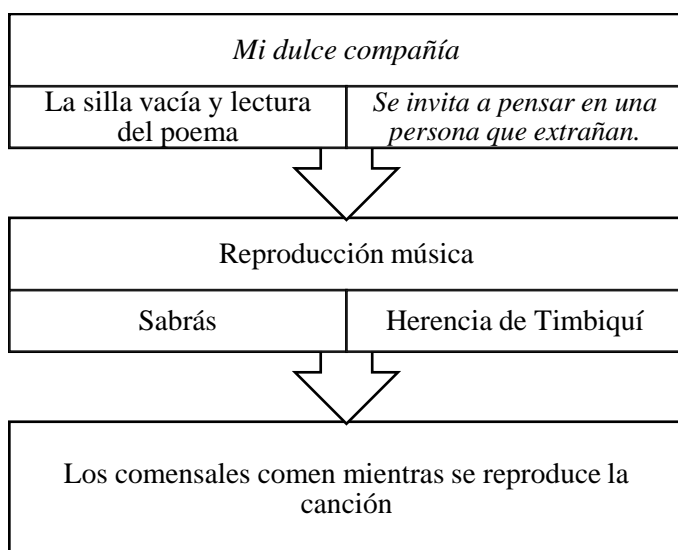 Mi dulce compañía
La silla vacía y lectura
del poema
Se invita a pensar en una
persona que extrañan.
Reproducción música
Sabrás
Herencia de Timbiquí
Los comensales comen mientras se reproduce la
canción